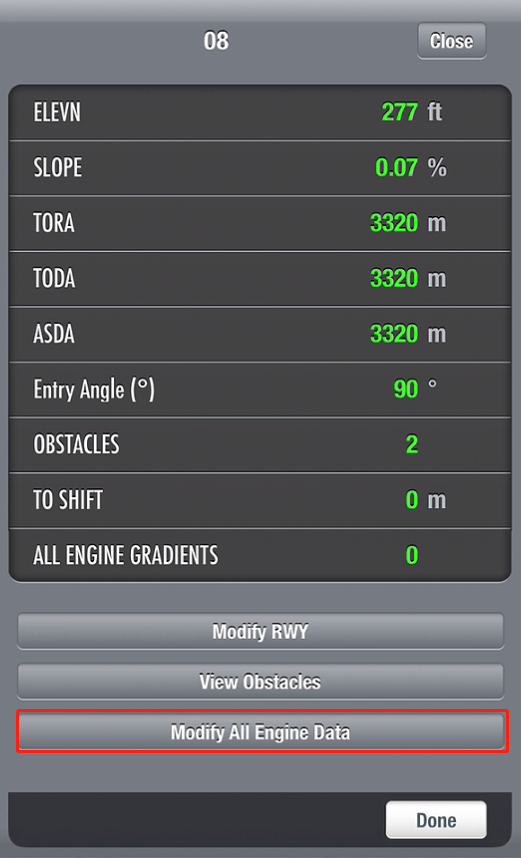 08 Close
ELEVN 277 ft
SLOPE 0.07 %
TORA 3320 m
TODA 3320 m
ASDA 3320 m
Entry Angle (°) 90 °
OBSTACLES 2
TO SHIFT 0 m
ALL ENGINE GRADIENTS 0
Modify RWY
View Obstacles
Modify All Engine Data
Done